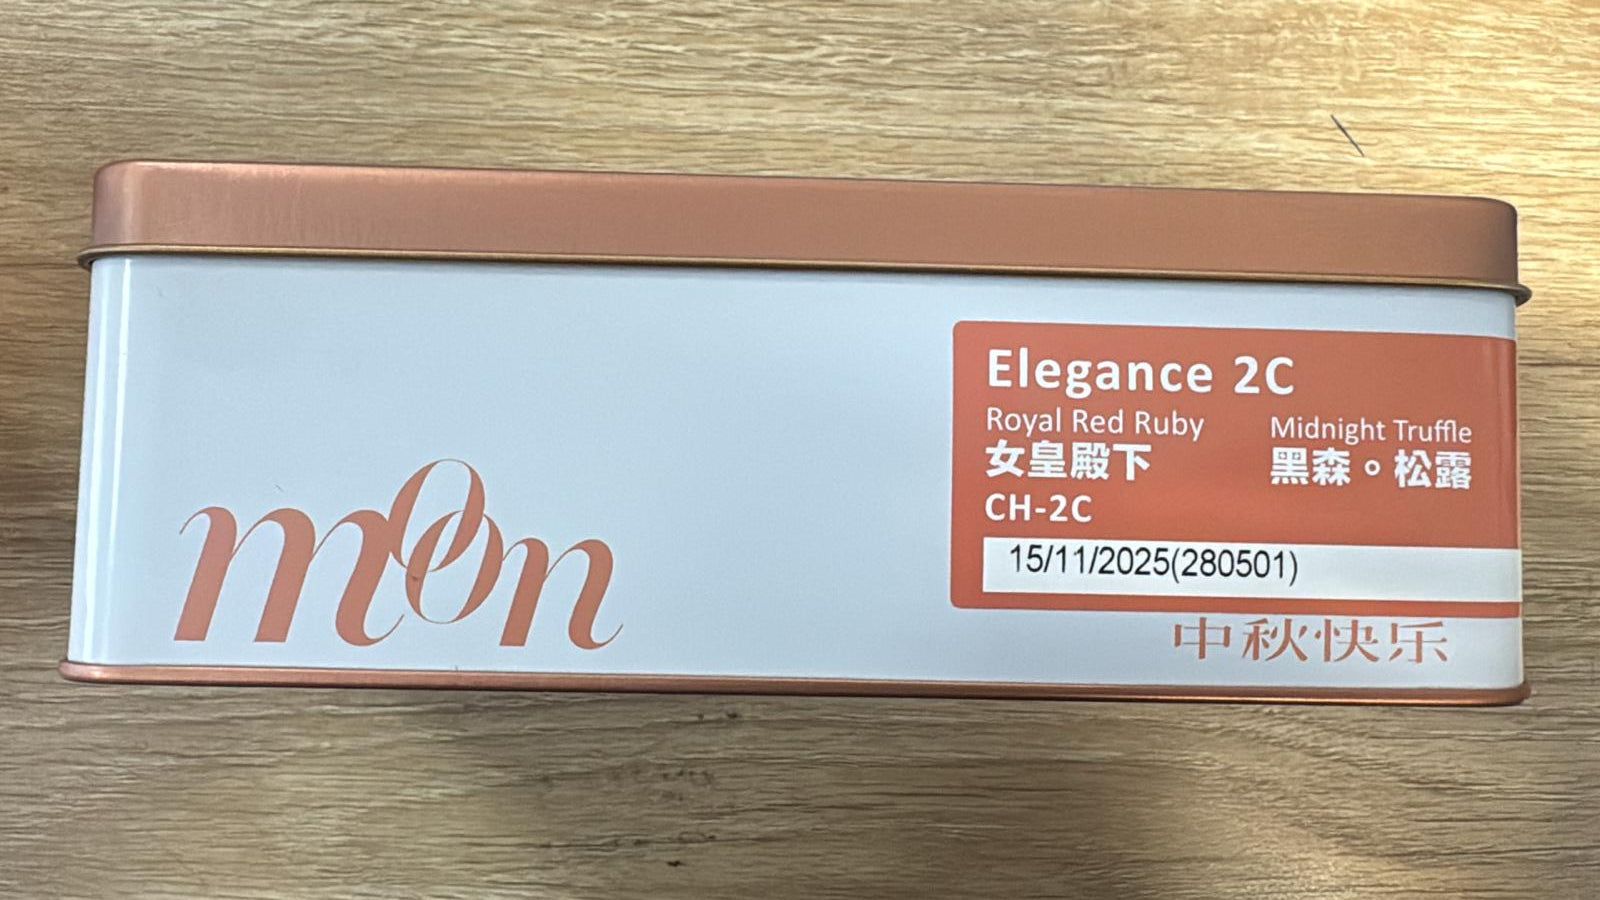 moon
Elegance 2C
Royal Red Ruby
女皇殿下
Midnight Truffle
黑森。松露
CH-2C
15/11/2025(280501)
中秋快乐